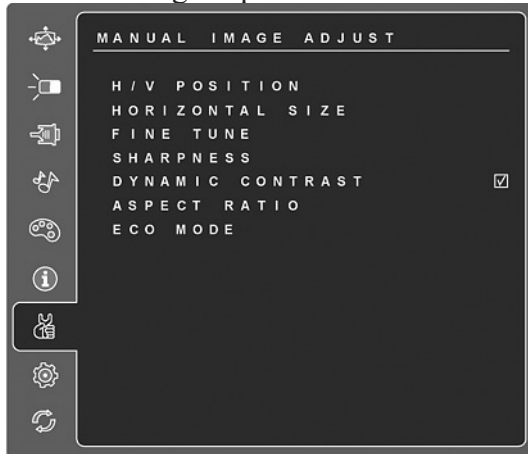 MANUAL IMAGE ADJUST
H/V POSITION
HORIZONTAL SIZE
FINE TUNE
SHARPNESS
DYNAMIC CONTRAST
ASPECT RATIO
ECO MODE